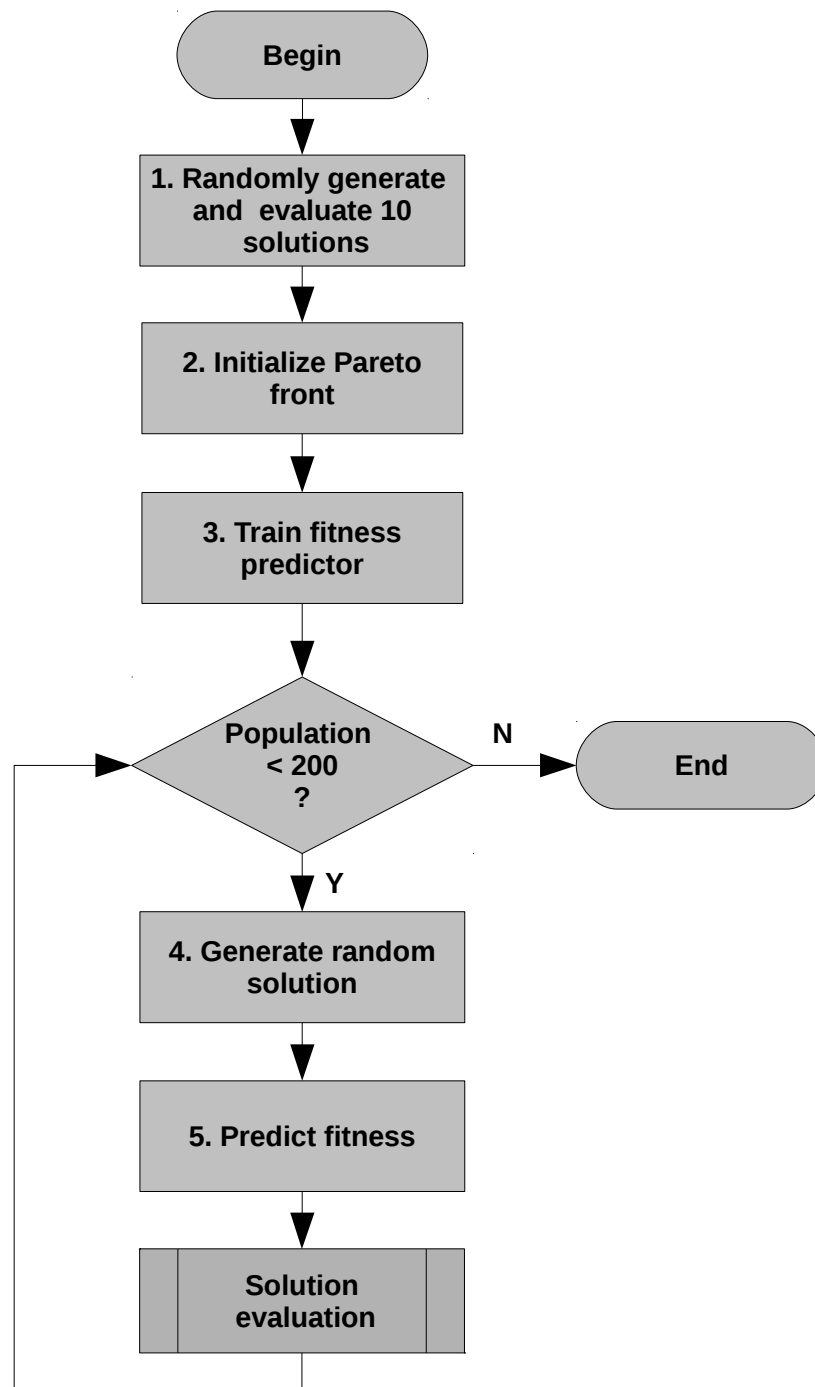 Begin
1. Randomly generate
and evaluate 10
solutions
2. Initialize Pareto
front
3. Train fitness
predictor
Population
< 200
?
N
End
Y
4. Generate random
solution
5. Predict fitness
Solution
evaluation